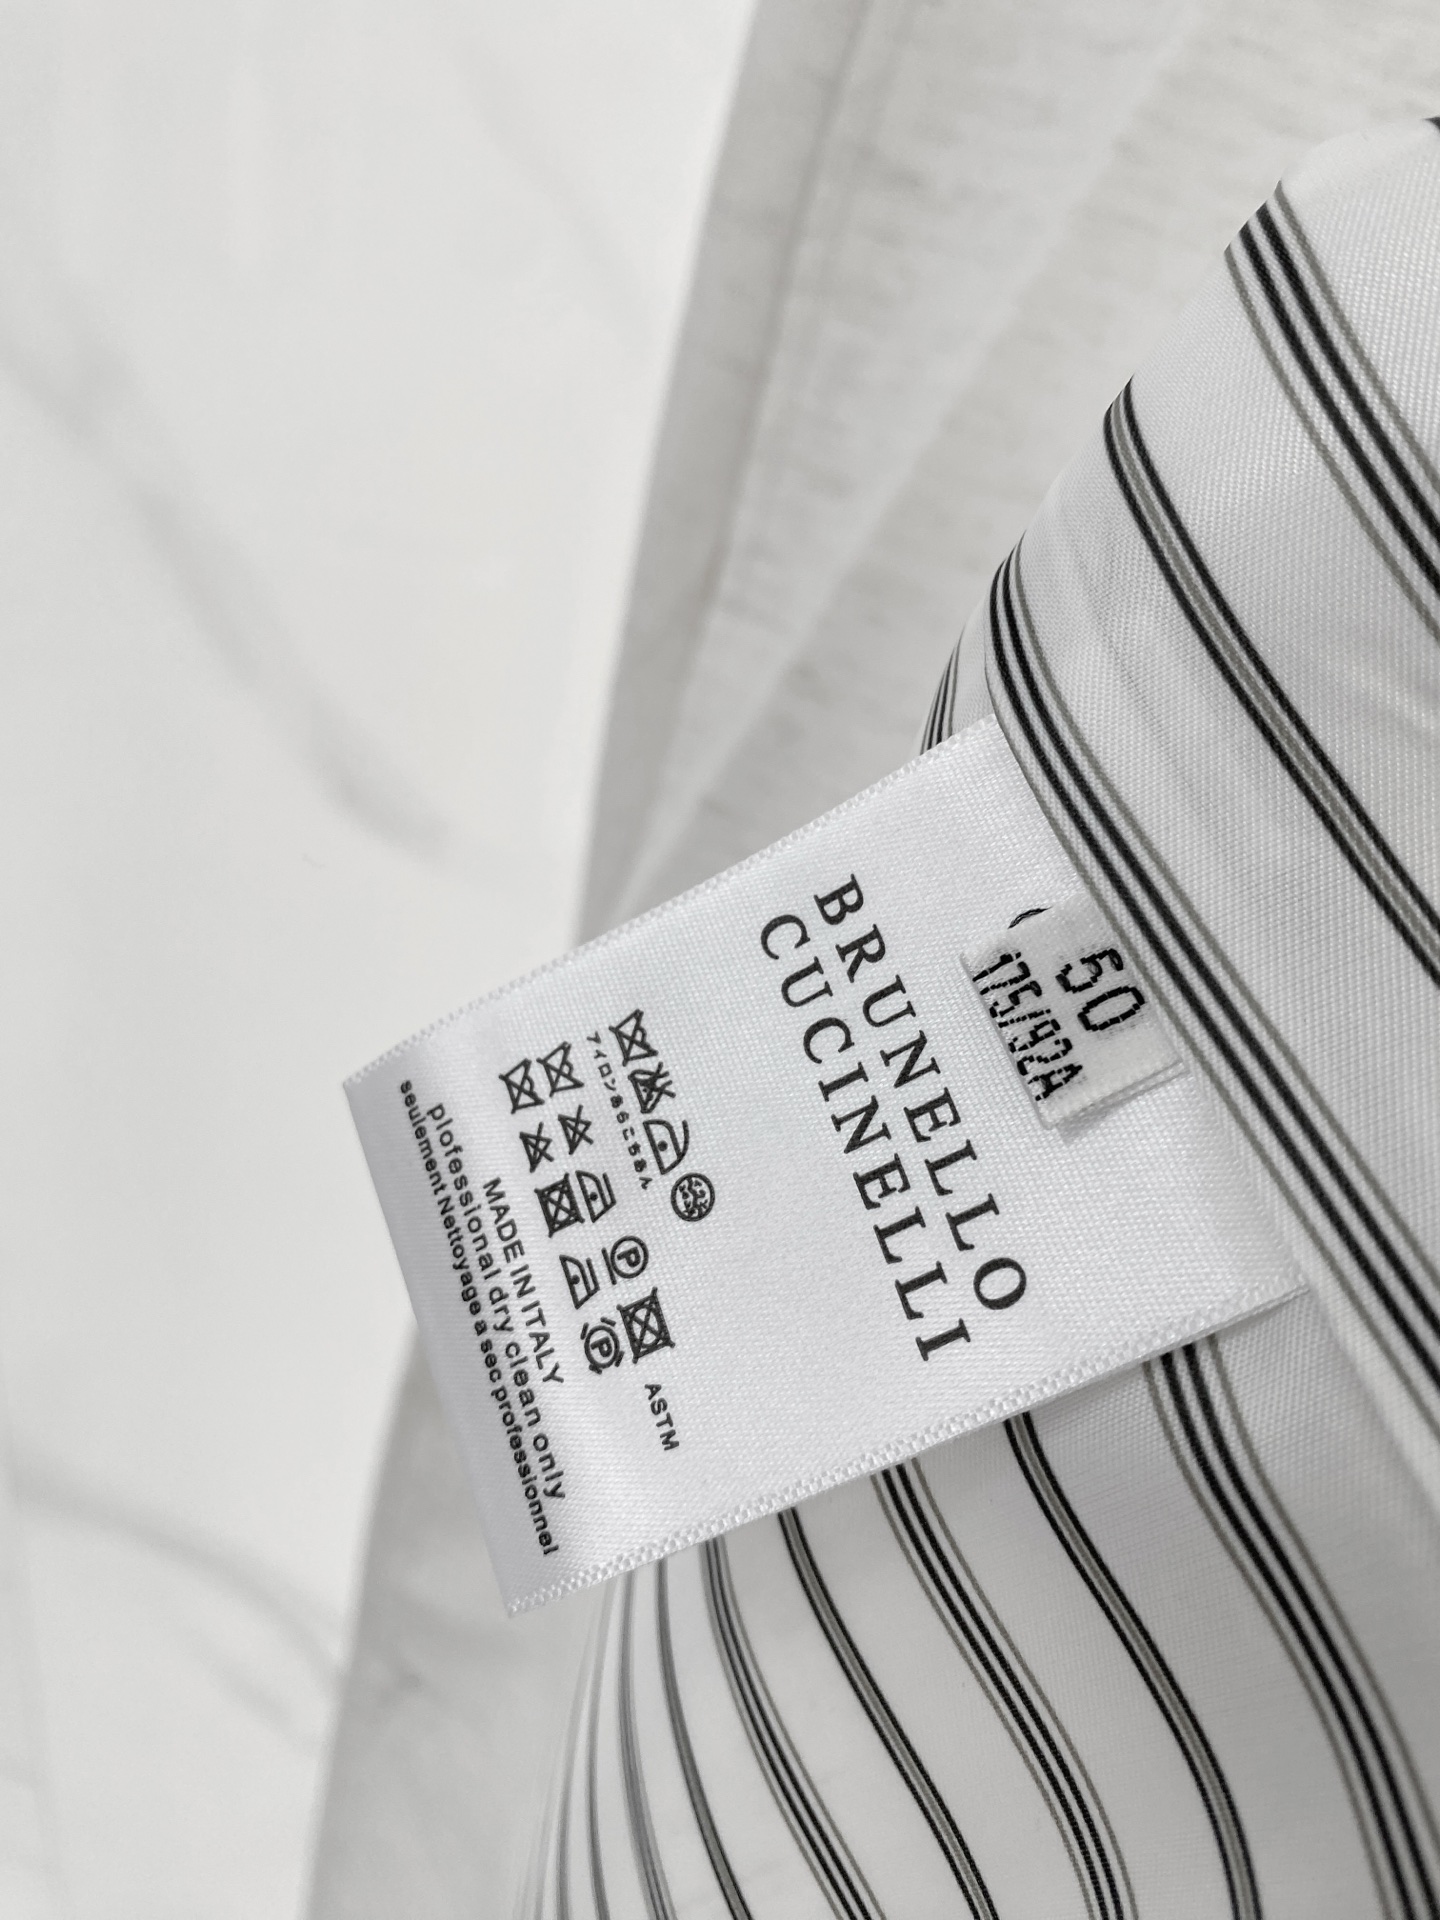 50
175/92A
BRUNELLO
CUCINELLI
ASTM
MADE IN ITALY
plofessional dry clean only
seulement Nettoyage a sec professionnel